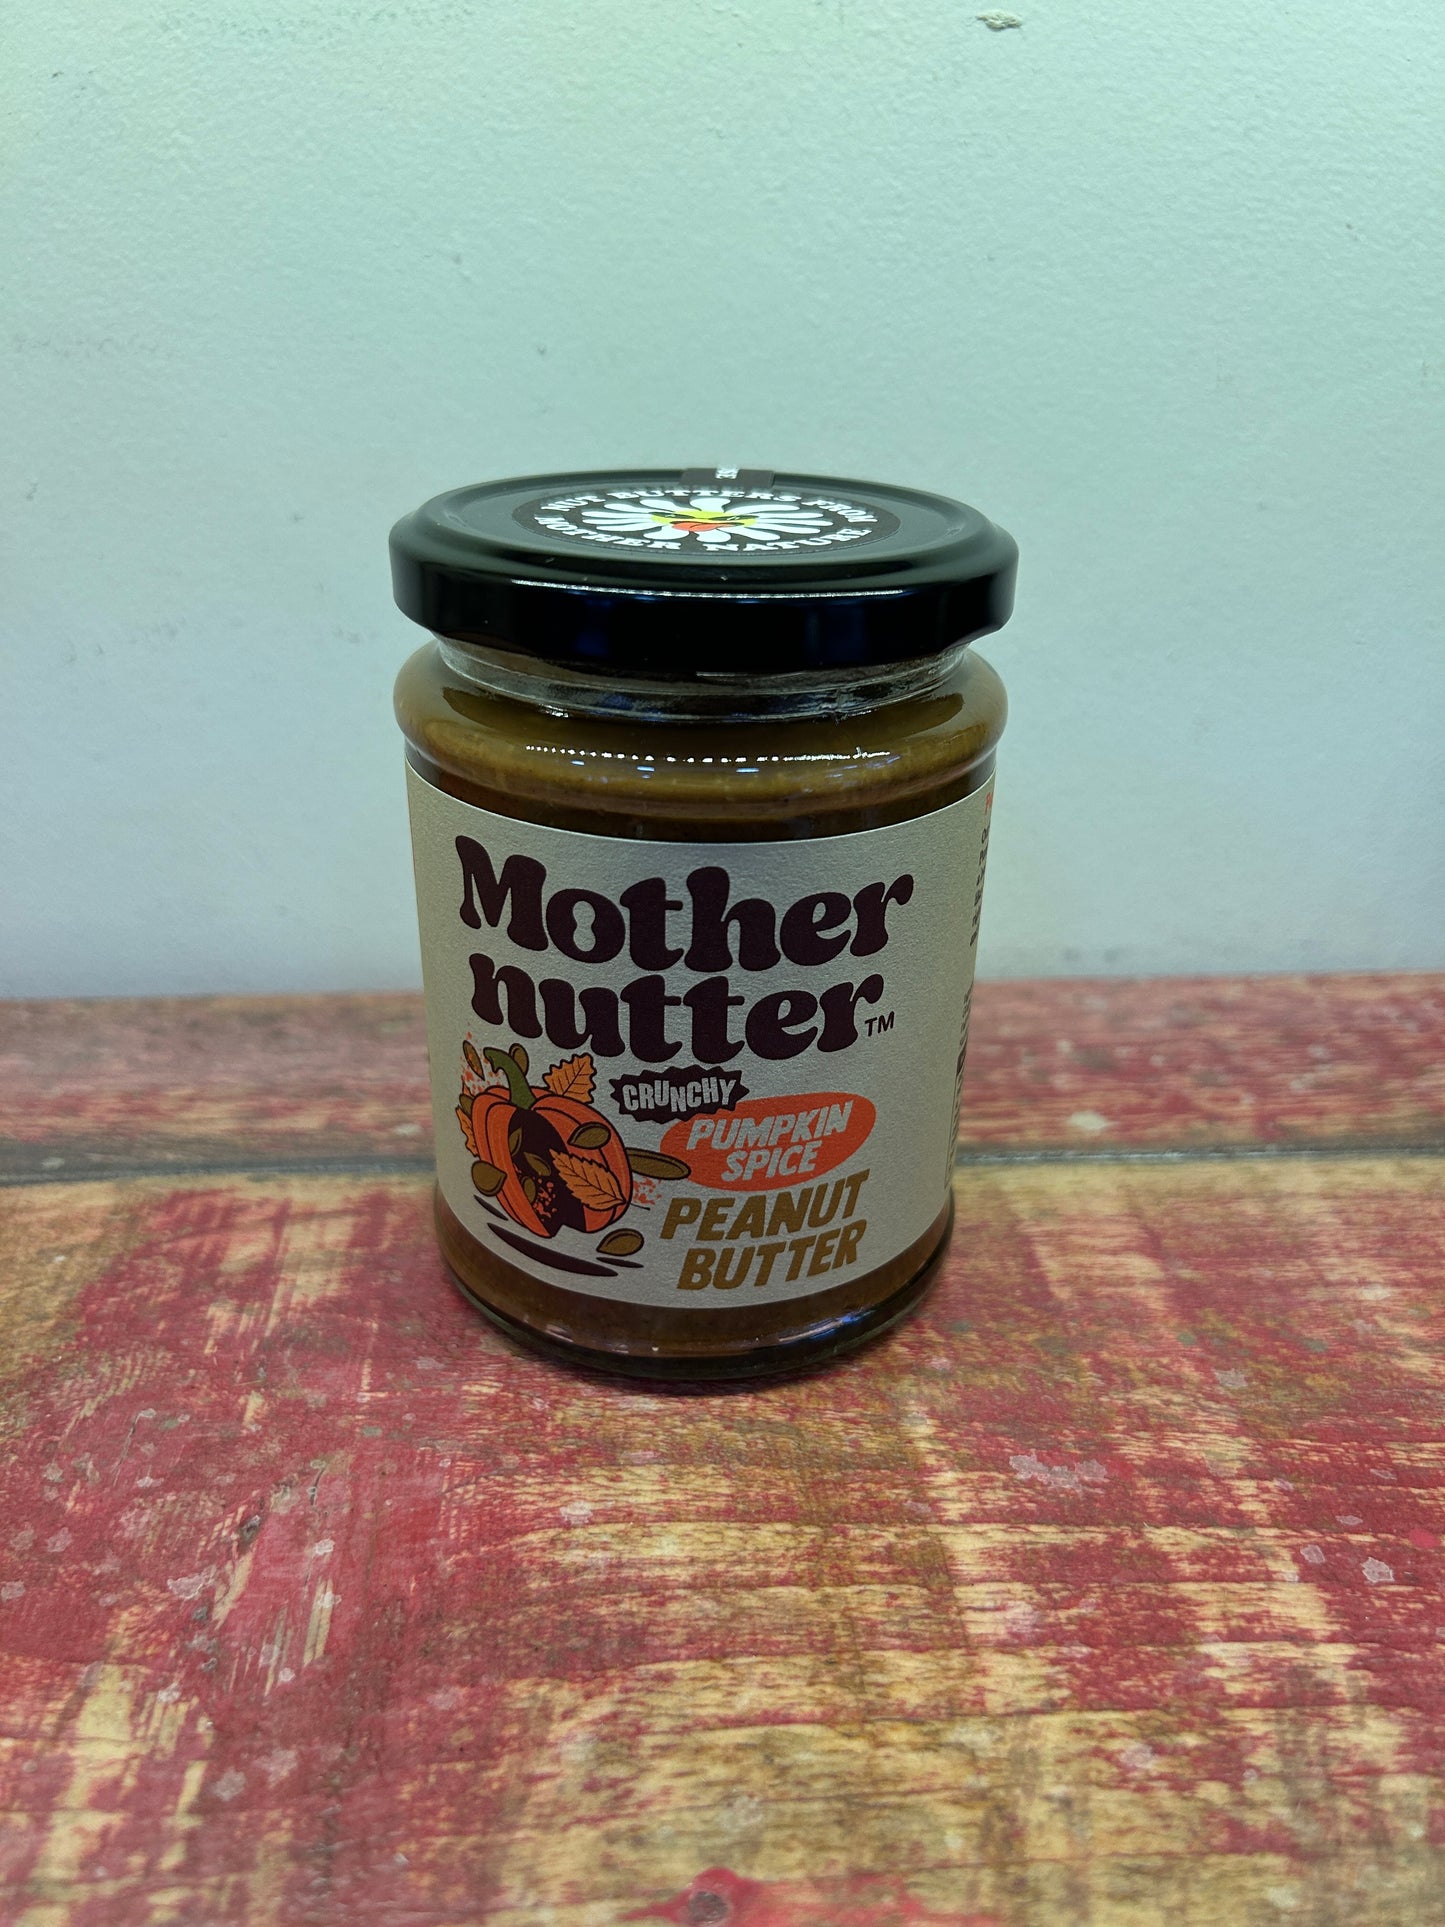 NUT BUTTERS FROM
MOTHER NATURE
Mother
nutter™
CRUNCHY
PUMPKIN
SPICE
PEANUT
BUTTER